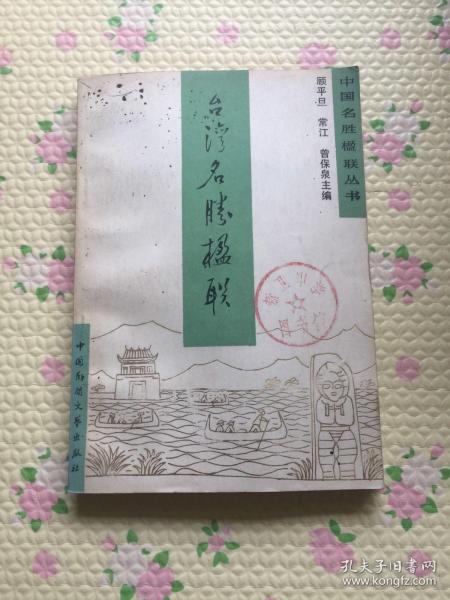 中国名胜楹联丛书
顾平旦 常江 曾保泉主编
台湾名勝楹联
中国民间文艺出版社
孔夫子旧书网
www.kongfz.com